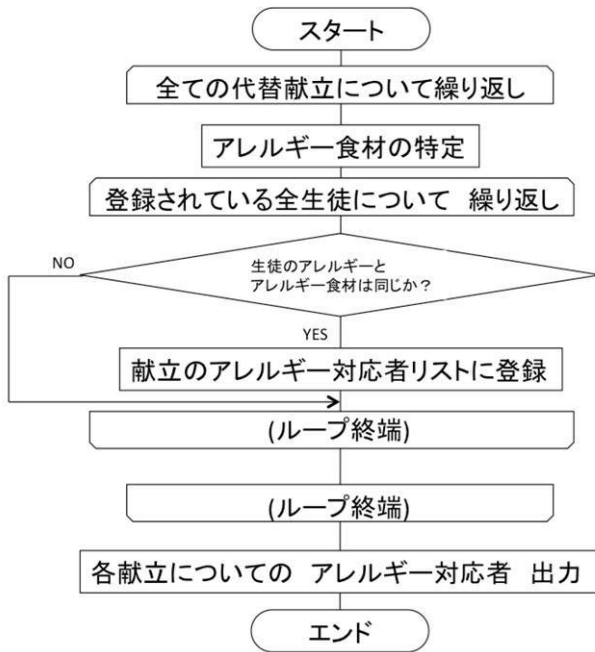 スタート
全ての代替献立について繰り返し
アレルギー食材の特定
登録されている全生徒について 繰り返し
NO
生徒のアレルギーと
アレルギー食材は同じか？
YES
献立のアレルギー対応者リストに登録
(ループ終端)
(ループ終端)
各献立についての アレルギー対応者 出力
エンド